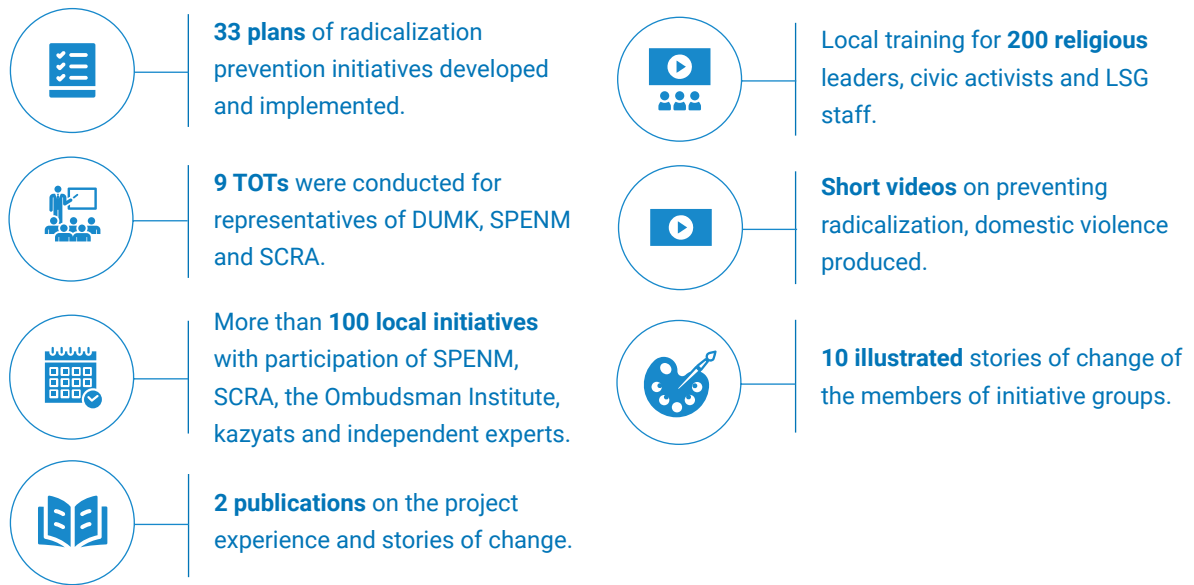 33 plans of radicalization
prevention initiatives developed
and implemented.
9 TOTs were conducted for
representatives of DUMK, SPENM
and SCRA.
More than 100 local initiatives
with participation of SPENM,
SCRA, the Ombudsman Institute,
kazyats and independent experts.
2 publications on the project
experience and stories of change.
Local training for 200 religious
leaders, civic activists and LSG
staff.
Short videos on preventing
radicalization, domestic violence
produced.
10 illustrated stories of change of
the members of initiative groups.